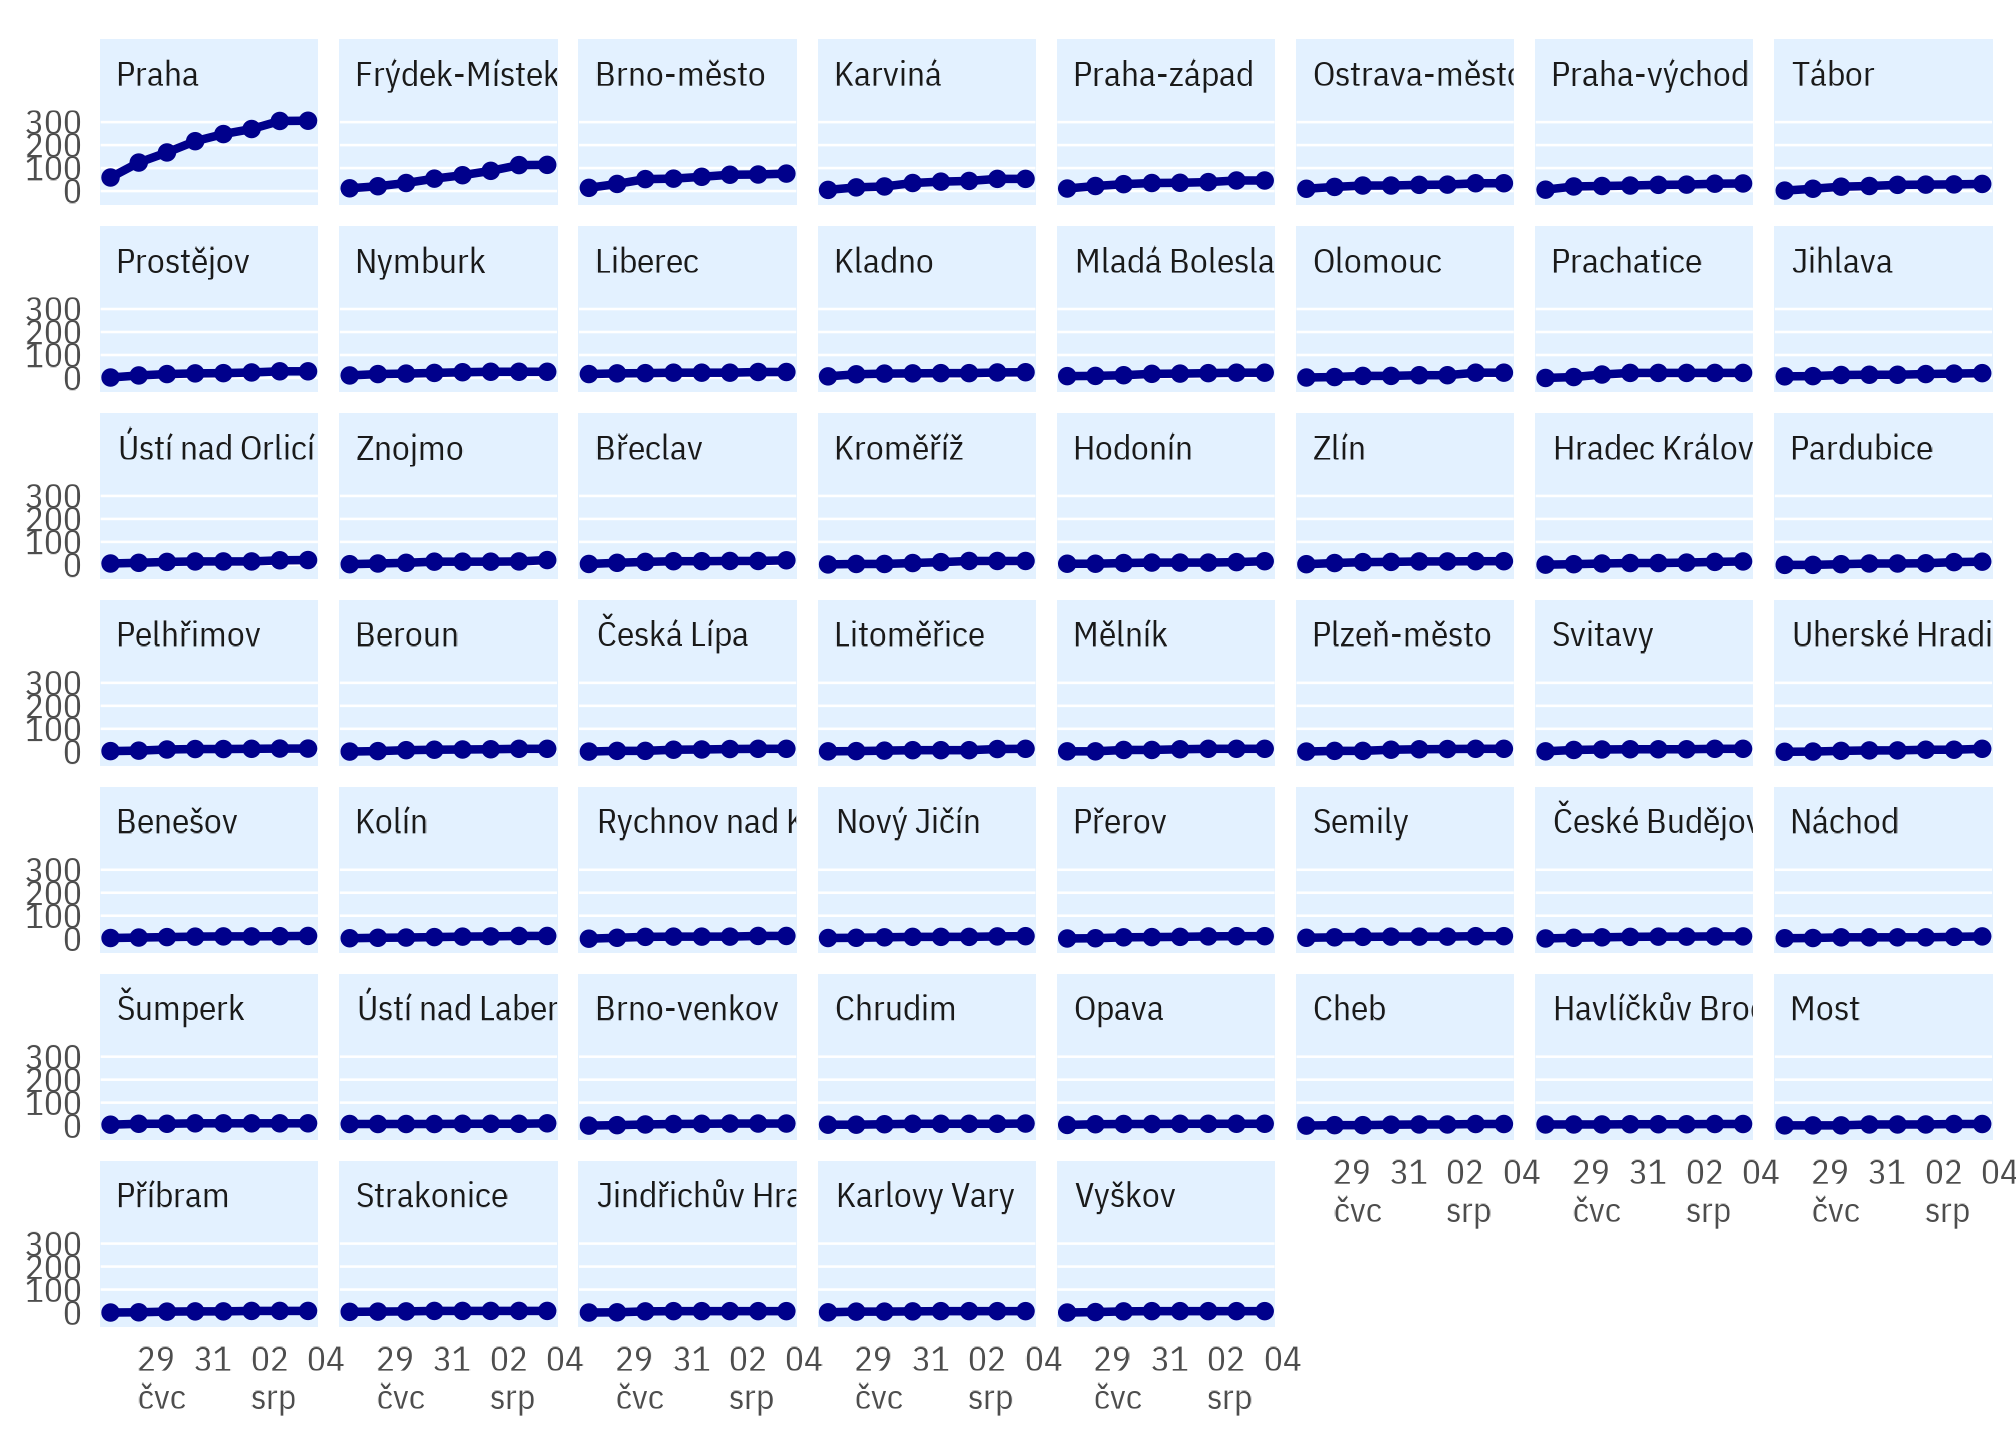 Praha Frýdek-Místek Brno-město Karviná Praha-západ Ostrava-město Praha-východ Tábor
300
200
100
0
Prostějov Nymburk Liberec Kladno Mladá Bolesla Olomouc Prachatice Jihlava
300
200
100
0
Ústí nad Orlicí Znojmo Břeclav Kroměříž Hodonín Zlín Hradec Králov Pardubice
300
200
100
0
Pelhřimov Beroun Česká Lípa Litoměřice Mělník Plzeň-město Svitavy Uherské Hradi
300
200
100
0
Benešov Kolín Rychnov nad K Nový Jičín Přerov Semily České Budějov Náchod
300
200
100
0
Šumperk Ústí nad Laber Brno-venkov Chrudim Opava Cheb Havlíčkův Brod Most
300
200
100
0
29 31 02 04 29 31 02 04 29 31 02 04
čvc srp čvc srp čvc srp
Příbram Strakonice Jindřichův Hra Karlovy Vary Vyškov
300
200
100
0
29 31 02 04 29 31 02 04 29 31 02 04 29 31 02 04 29 31 02 04
čvc srp čvc srp čvc srp čvc srp čvc srp